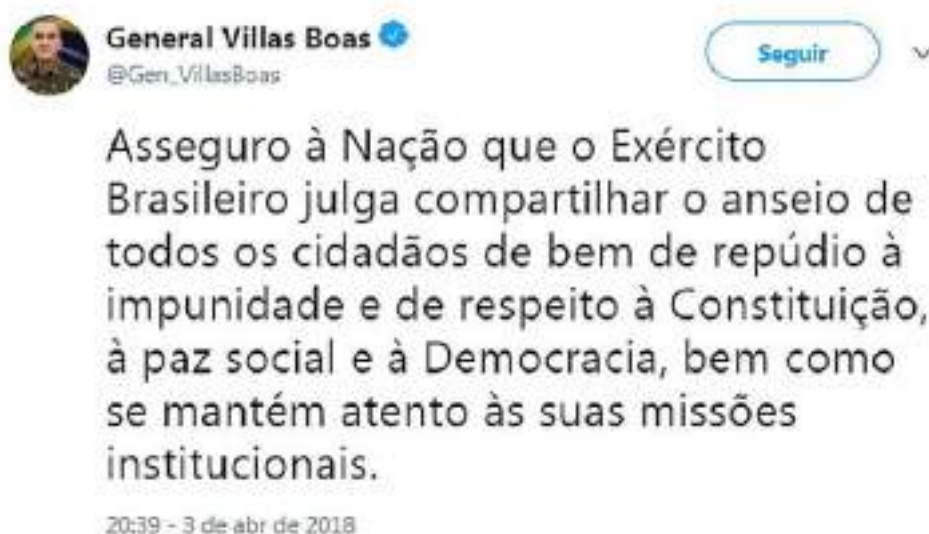 General Villas Boas
@Gen_VillasBoas
Seguir
Asseguro à Nação que o Exército
Brasileiro julga compartilhar o anseio de
todos os cidadãos de bem de repúdio à
impunidade e de respeito à Constituição,
à paz social e à Democracia, bem como
se mantém atento às suas missões
institucionais.
20:39 - 3 de abr de 2018